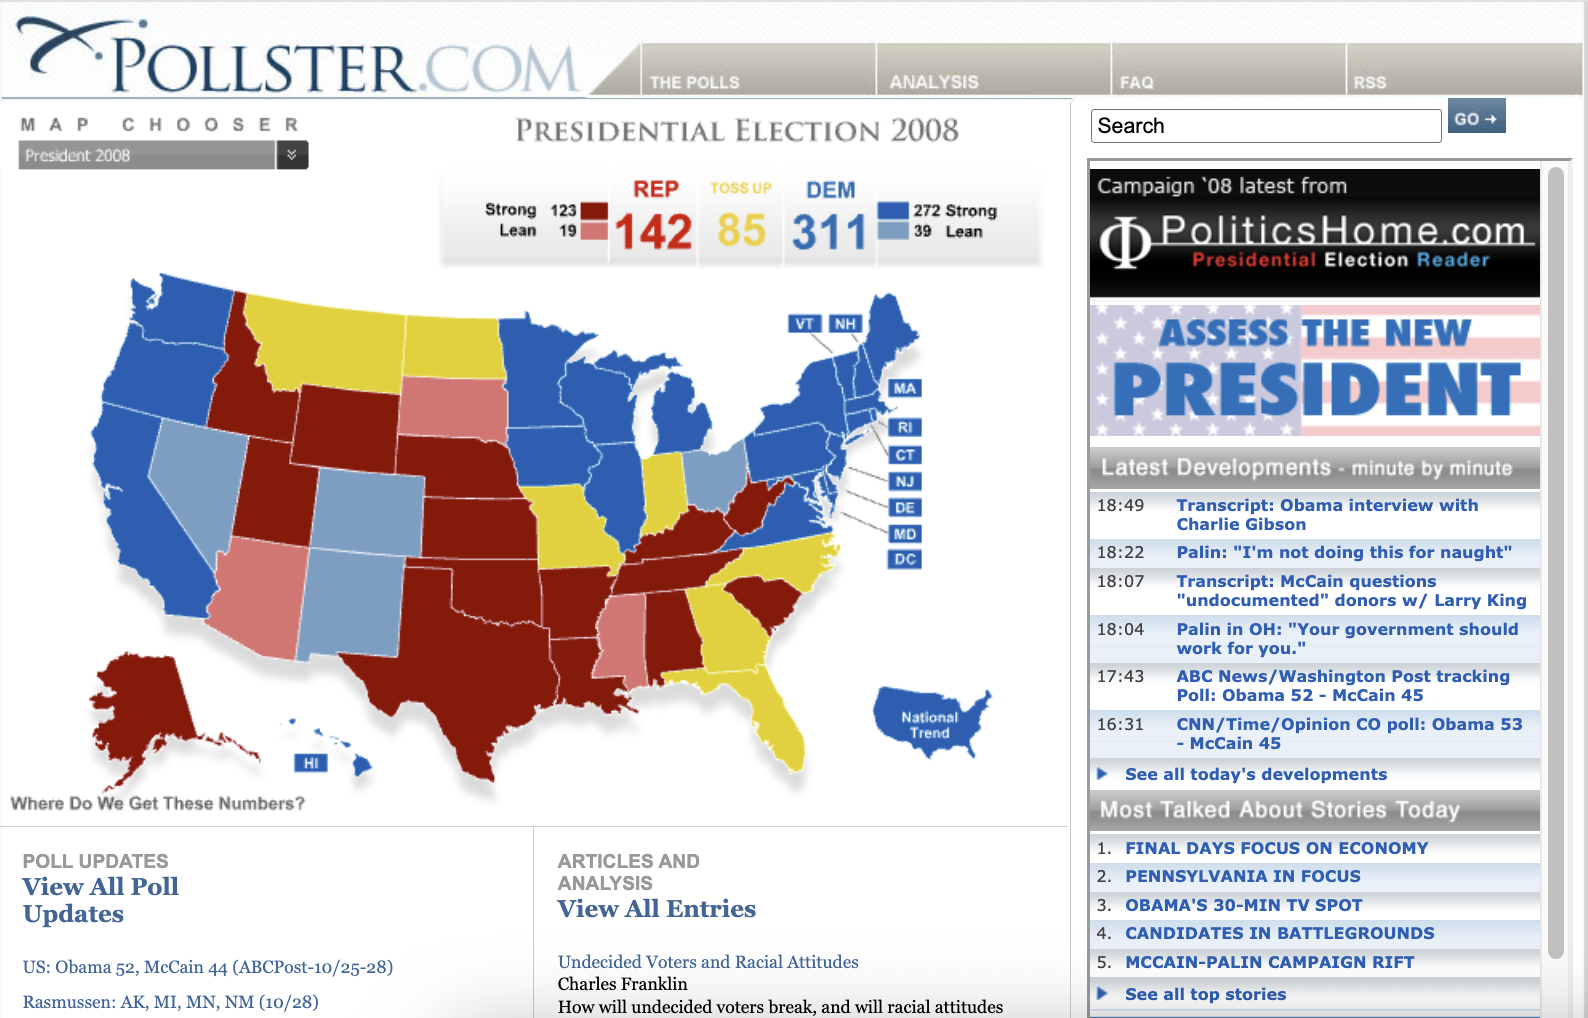 POLLSTER.COM
THE POLLS
ANALYSIS
FAQ
RSS
MAP CHOOSER
President 2008
PRESIDENTIAL ELECTION 2008
Search
GO →
REP
TOSS UP
DEM
Strong 123
Lean 19
142
85
311
272 Strong
39 Lean
VT
NH
MA
RI
CT
NJ
DE
MD
DC
HI
National
Trend
Where Do We Get These Numbers?
POLL UPDATES
View All Poll
Updates
US: Obama 52, McCain 44 (ABCPost-10/25-28)
Rasmussen: AK, MI, MN, NM (10/28)
ARTICLES AND
ANALYSIS
View All Entries
Undecided Voters and Racial Attitudes
Charles Franklin
How will undecided voters break, and will racial attitudes
Campaign '08 latest from
PoliticsHome.com
Presidential Election Reader
ASSESS THE NEW
PRESIDENT
Latest Developments - minute by minute
18:49 Transcript: Obama interview with
Charlie Gibson
18:22 Palin: "I'm not doing this for naught"
18:07 Transcript: McCain questions
"undocumented" donors w/ Larry King
18:04 Palin in OH: "Your government should
work for you."
17:43 ABC News/Washington Post tracking
Poll: Obama 52 - McCain 45
16:31 CNN/Time/Opinion CO poll: Obama 53
- McCain 45
See all today's developments
Most Talked About Stories Today
1. FINAL DAYS FOCUS ON ECONOMY
2. PENNSYLVANIA IN FOCUS
3. OBAMA'S 30-MIN TV SPOT
4. CANDIDATES IN BATTLEGROUNDS
5. MCCAIN-PALIN CAMPAIGN RIFT
See all top stories